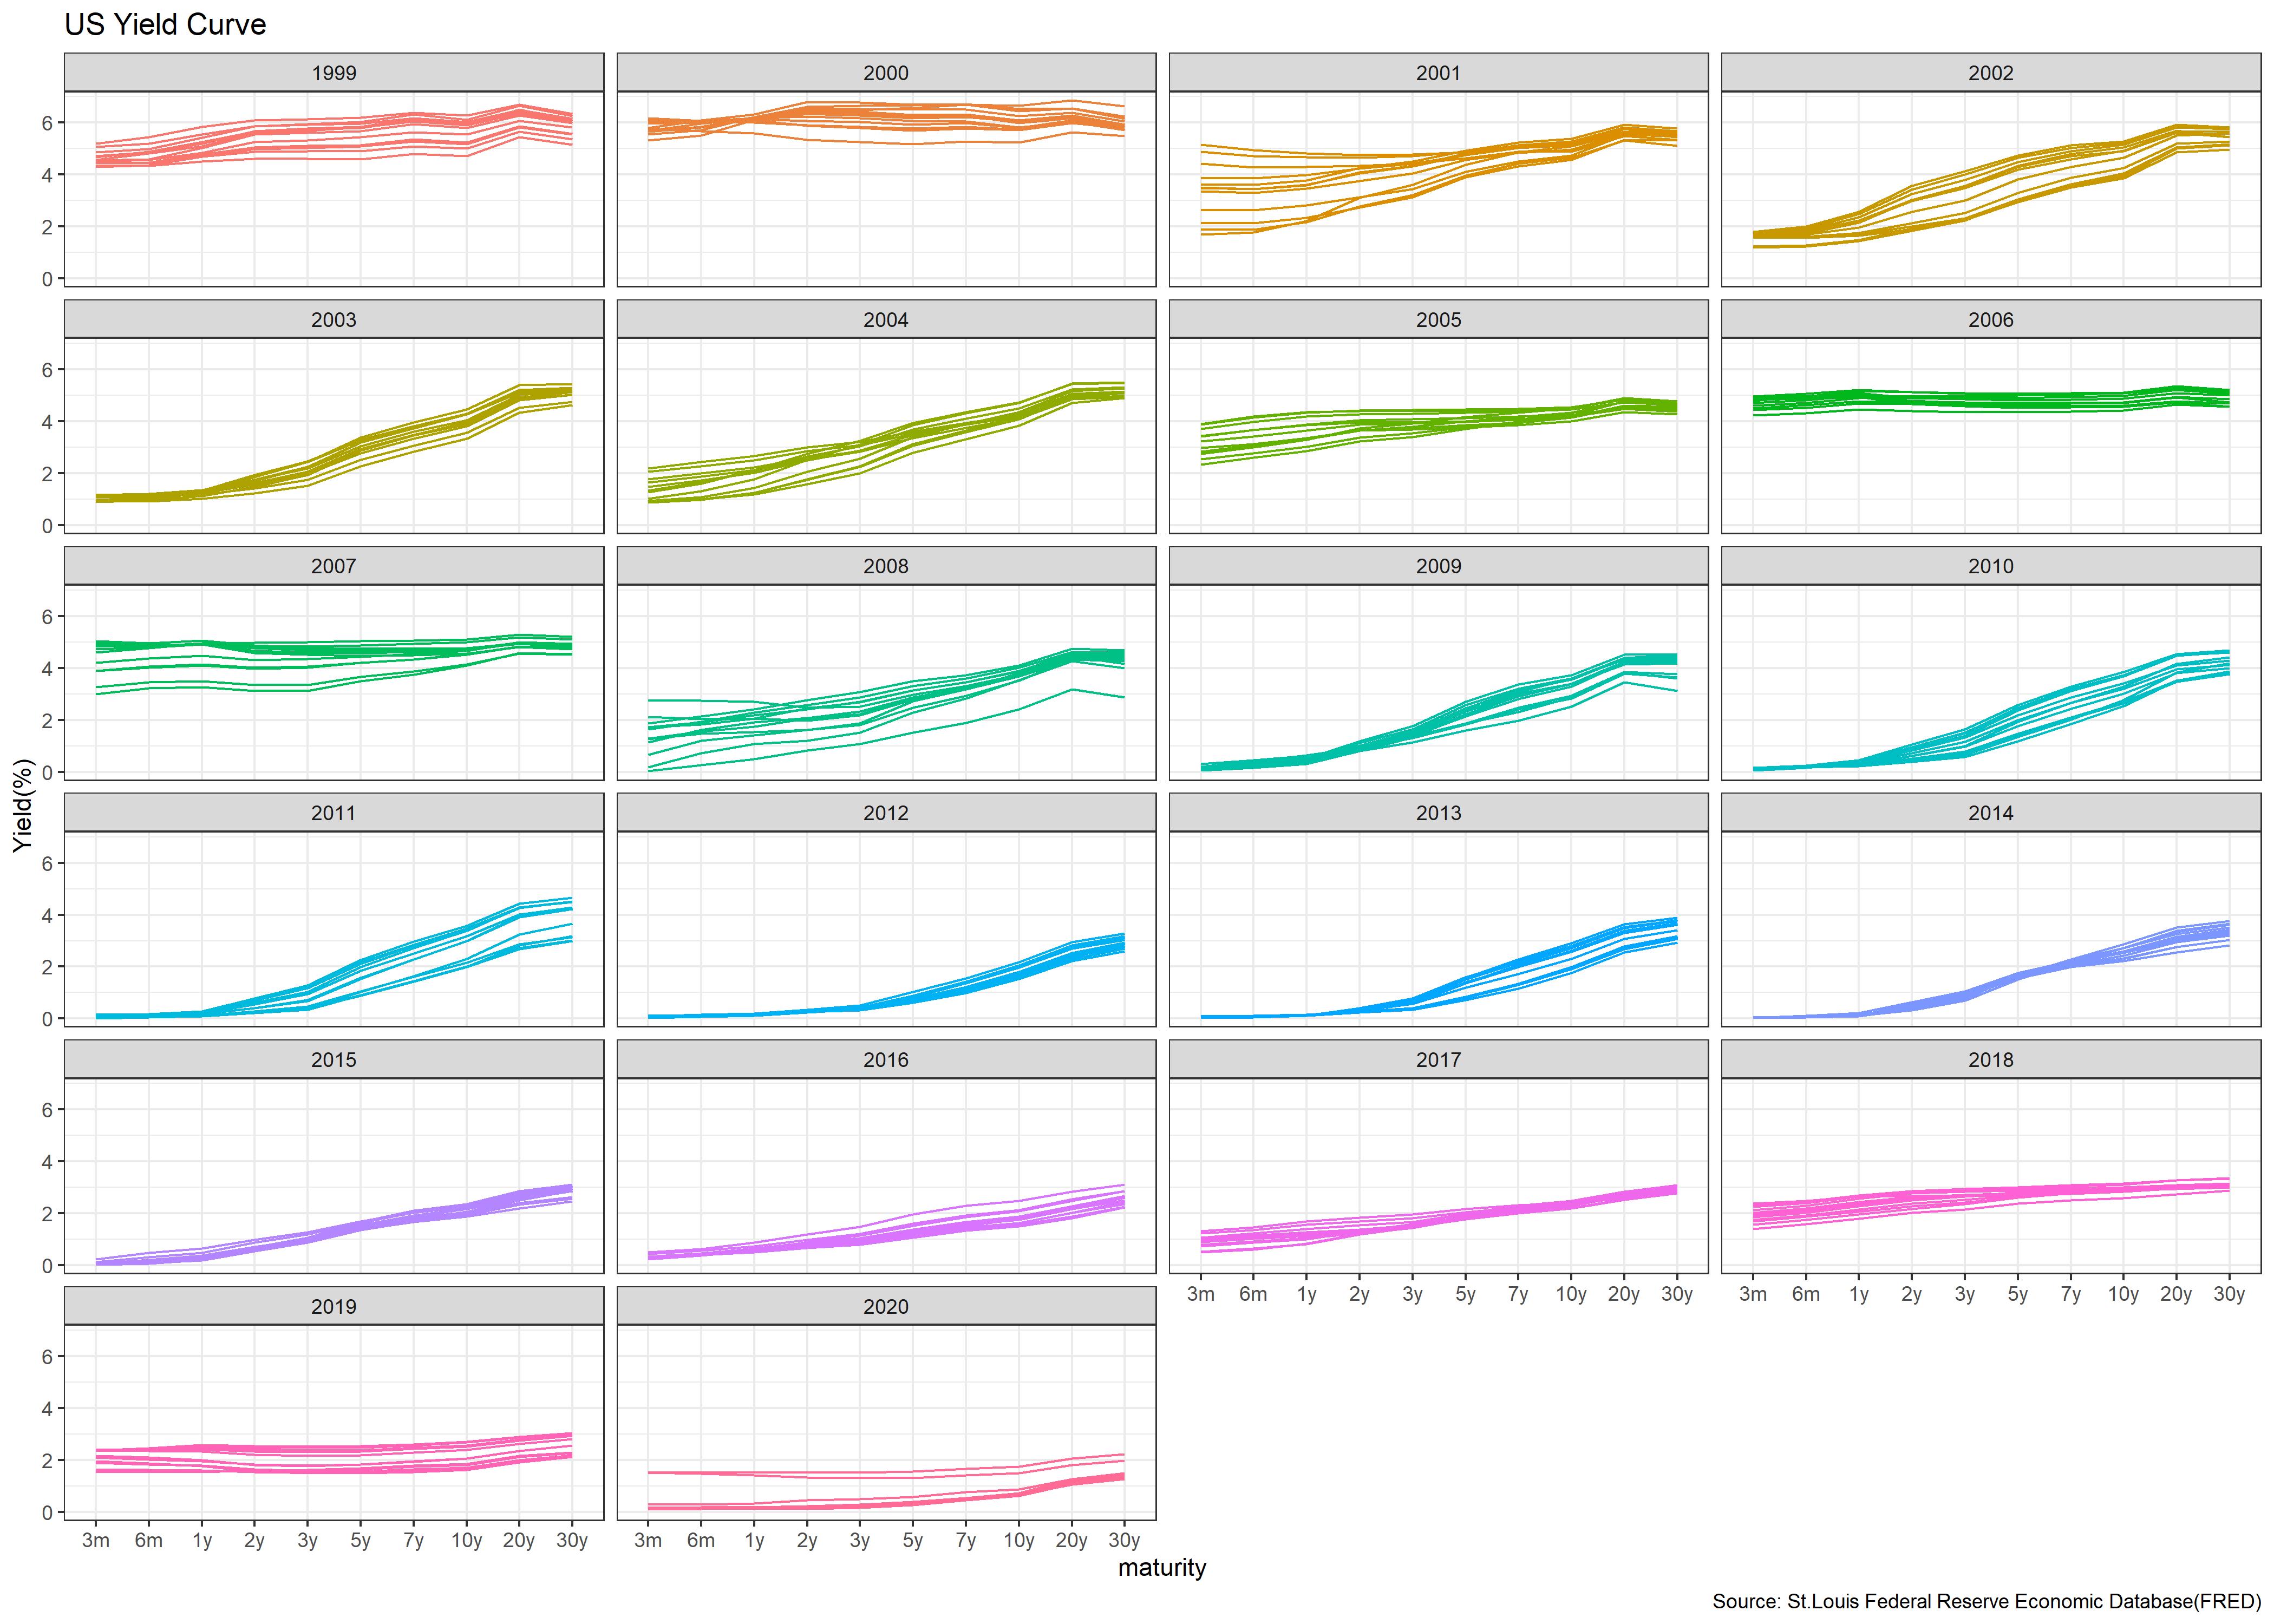 US Yield Curve
1999 2000 2001 2002
6
4
2
0
2003 2004 2005 2006
6
4
2
0
2007 2008 2009 2010
6
4
2
0
Yield(%)
2011 2012 2013 2014
6
4
2
0
2015 2016 2017 2018
6
4
2
0
3m 6m 1y 2y 3y 5y 7y 10y 20y 30y 3m 6m 1y 2y 3y 5y 7y 10y 20y 30y
2019 2020
6
4
2
0
3m 6m 1y 2y 3y 5y 7y 10y 20y 30y 3m 6m 1y 2y 3y 5y 7y 10y 20y 30y
maturity
Source: St.Louis Federal Reserve Economic Database(FRED)